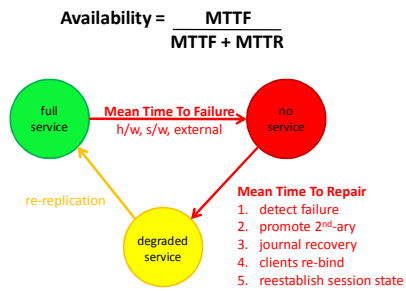 Availability = MTTF
MTTF + MTTR
full
service
Mean Time To Failure
h/w, s/w, external
no
service
re-replication
degraded
service
Mean Time To Repair
1. detect failure
2. promote 2nd-ary
3. journal recovery
4. clients re-bind
5. reestablish session state